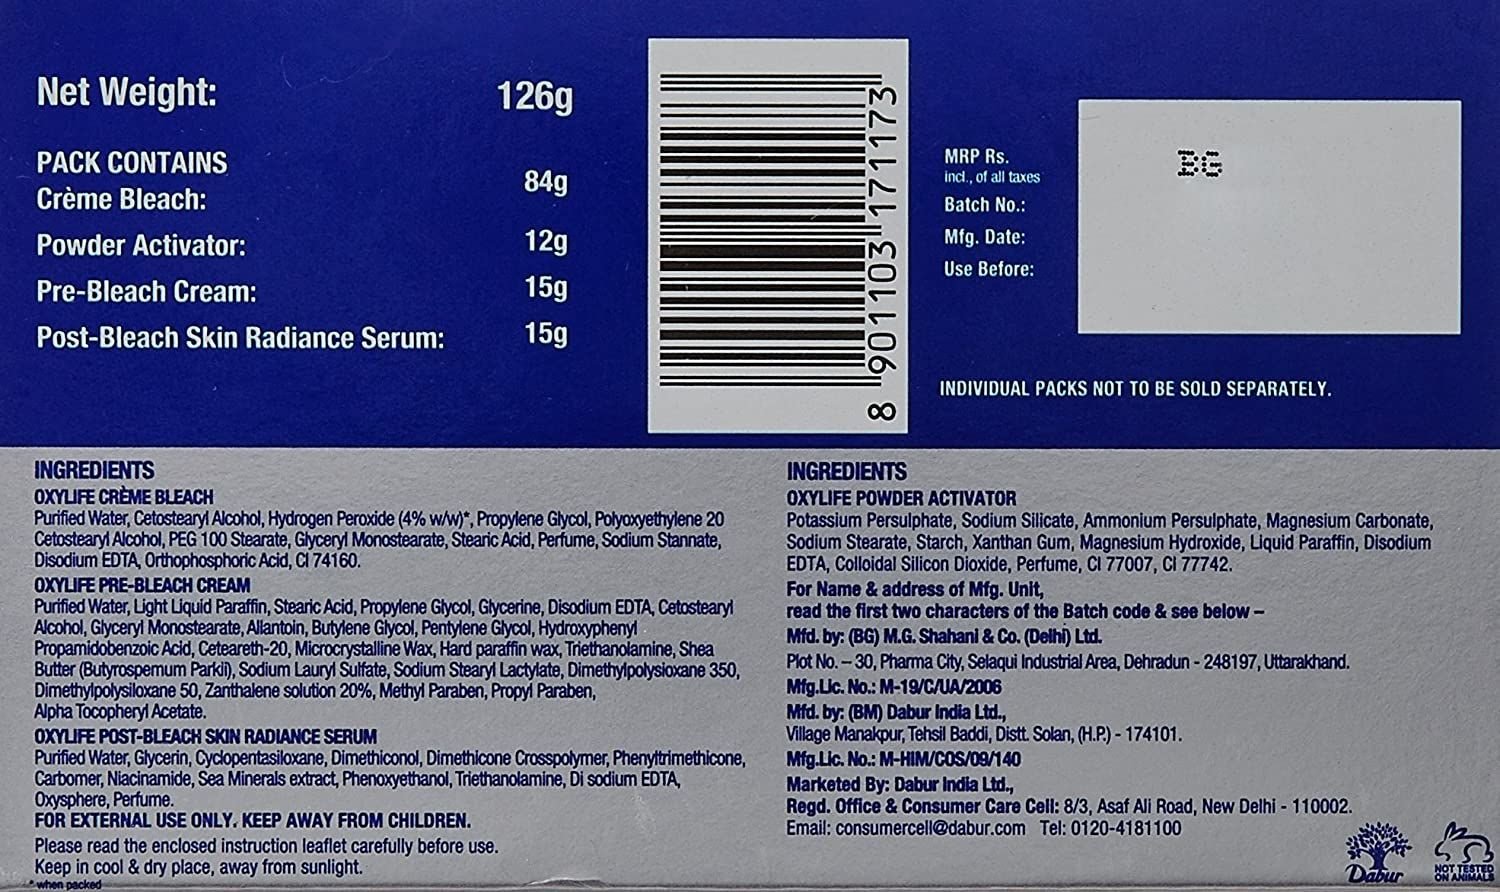 Net Weight: 126g
PACK CONTAINS
Crème Bleach: 84g
Powder Activator: 12g
Pre-Bleach Cream: 15g
Post-Bleach Skin Radiance Serum: 15g
8 901103 171173
MRP Rs.
incl., of all taxes
Batch No.:
Mfg. Date:
Use Before:
BG
INDIVIDUAL PACKS NOT TO BE SOLD SEPARATELY.
INGREDIENTS
OXYLIFE CRÈME BLEACH
Purified Water, Cetostearyl Alcohol, Hydrogen Peroxide (4% w/w)*, Propylene Glycol, Polyoxyethylene 20
Cetostearyl Alcohol, PEG 100 Stearate, Glyceryl Monostearate, Stearic Acid, Perfume, Sodium Stannate,
Disodium EDTA, Orthophosphoric Acid, CI 74160.
OXYLIFE PRE-BLEACH CREAM
Purified Water, Light Liquid Paraffin, Stearic Acid, Propylene Glycol, Glycerine, Disodium EDTA, Cetostearyl
Alcohol, Glyceryl Monostearate, Allantoin, Butylene Glycol, Pentylene Glycol, Hydroxyphenyl
Propamidobenzoic Acid, Ceteareth-20, Microcrystalline Wax, Hard paraffin wax, Triethanolamine, Shea
Butter (Butyrospemum Parkii), Sodium Lauryl Sulfate, Sodium Stearyl Lactylate, Dimethylpolysioxane 350,
Dimethylpolysiloxane 50, Zanthalene solution 20%, Methyl Paraben, Propyl Paraben,
Alpha Tocopheryl Acetate.
OXYLIFE POST-BLEACH SKIN RADIANCE SERUM
Purified Water, Glycerin, Cyclopentasiloxane, Dimethiconol, Dimethicone Crosspolymer, Phenyltrimethicone,
Carbomer, Niacinamide, Sea Minerals extract, Phenoxyethanol, Triethanolamine, Di sodium EDTA,
Oxysphere, Perfume.
FOR EXTERNAL USE ONLY. KEEP AWAY FROM CHILDREN.
Please read the enclosed instruction leaflet carefully before use.
Keep in cool & dry place, away from sunlight.
* when packed
INGREDIENTS
OXYLIFE POWDER ACTIVATOR
Potassium Persulphate, Sodium Silicate, Ammonium Persulphate, Magnesium Carbonate,
Sodium Stearate, Starch, Xanthan Gum, Magnesium Hydroxide, Liquid Paraffin, Disodium
EDTA, Colloidal Silicon Dioxide, Perfume, CI 77007, CI 77742.
For Name & address of Mfg. Unit,
read the first two characters of the Batch code & see below –
Mfd. by: (BG) M.G. Shahani & Co. (Delhi) Ltd.
Plot No. – 30, Pharma City, Selaqui Industrial Area, Dehradun - 248197, Uttarakhand.
Mfg.Lic. No.: M-19/C/UA/2006
Mfd. by: (BM) Dabur India Ltd.,
Village Manakpur, Tehsil Baddi, Distt. Solan, (H.P.) - 174101.
Mfg.Lic. No.: M-HIM/COS/09/140
Marketed By: Dabur India Ltd.,
Regd. Office & Consumer Care Cell: 8/3, Asaf Ali Road, New Delhi - 110002.
Email: consumercell@dabur.com Tel: 0120-4181100
Dabur
NOT TESTED
ON ANIMALS